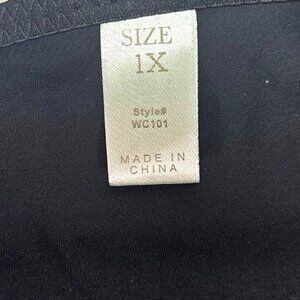 SIZE
1X
Style#
WC101
MADE IN
CHINA